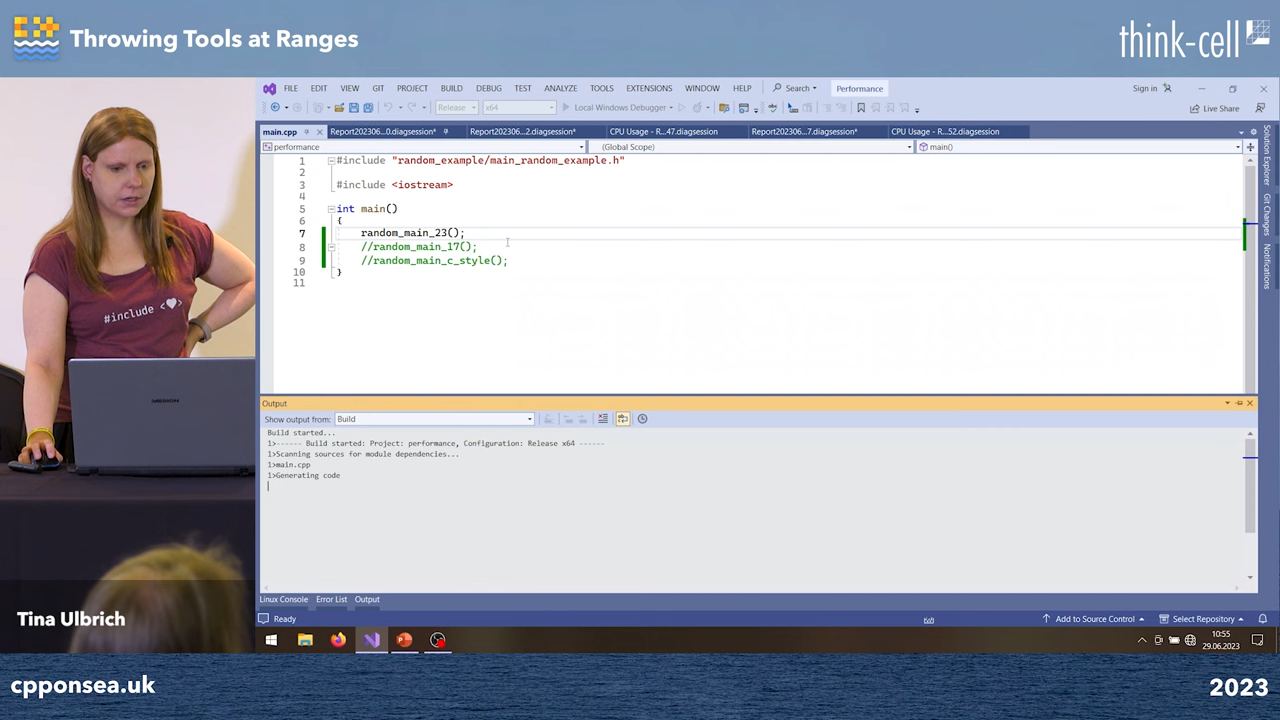 Throwing Tools at Ranges
think-cell
FILE EDIT VIEW GIT PROJECT BUILD DEBUG TEST ANALYZE TOOLS EXTENSIONS WINDOW HELP Search Performance Sign in
Release x64 Local Windows Debugger Live Share
main.cpp Report202306...0.diagsession* Report202306...2.diagsession* CPU Usage - R...47.diagsession Report202306...7.diagsession* CPU Usage - R...52.diagsession
performance (Global Scope) main()
1 #include "random_example/main_random_example.h"
2
3 #include <iostream>
4
5 int main()
6 {
7 random_main_23();
8 //random_main_17();
9 //random_main_c_style();
10 }
11
Solution Explorer
Git Changes
Notifications
#include <♥>
MEDION
Output
Show output from: Build
Build started...
1>------ Build started: Project: performance, Configuration: Release x64 ------
1>Scanning sources for module dependencies...
1>main.cpp
1>Generating code
Linux Console Error List Output
Ready Add to Source Control Select Repository
Tina Ulbrich
10:55
29.06.2023
cpponsea.uk
2023